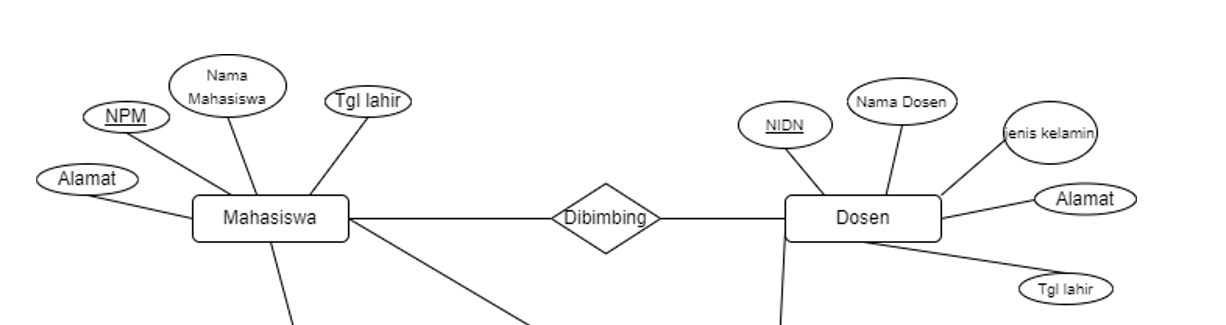 Nama
Mahasiswa
Tgl lahir
NPM
Alamat
Mahasiswa
Dibimbing
NIDN
Nama Dosen
jenis kelamin
Alamat
Dosen
Tgl lahir